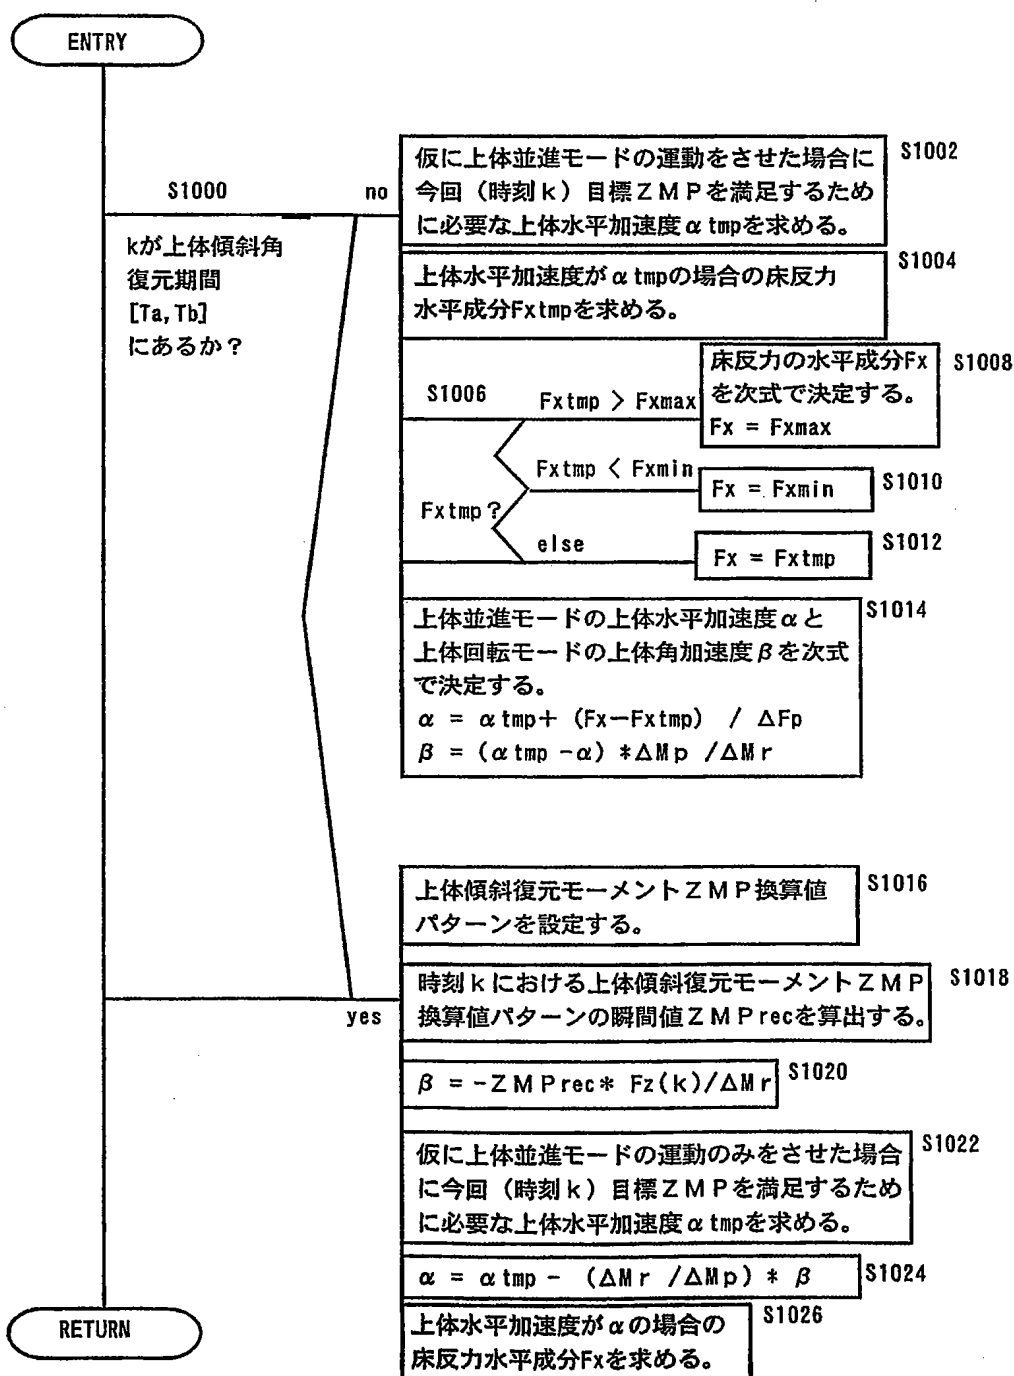 ENTRY
S1000
no
kが上体傾斜角
復元期間
[Ta,Tb]
にあるか？
仮に上体並進モードの運動をさせた場合に
今回（時刻ｋ）目標ＺＭＰを満足するため
に必要な上体水平加速度αtmpを求める。
S1002
上体水平加速度がαtmpの場合の床反力
水平成分Fxtmpを求める。
S1004
S1006
Fxtmp？
Fxtmp > Fxmax
床反力の水平成分Fx
を次式で決定する。
Fx = Fxmax
S1008
Fxtmp < Fxmin
Fx = Fxmin
S1010
else
Fx = Fxtmp
S1012
上体並進モードの上体水平加速度αと
上体回転モードの上体角加速度βを次式
で決定する。
α = αtmp+ (Fx-Fxtmp) / ΔFp
β = (αtmp -α) *ΔMp /ΔMr
S1014
yes
上体傾斜復元モーメントＺＭＰ換算値
パターンを設定する。
S1016
時刻ｋにおける上体傾斜復元モーメントＺＭＰ
換算値パターンの瞬間値ＺＭＰrecを算出する。
S1018
β = -ＺＭＰrec* Fz(k)/ΔMr
S1020
仮に上体並進モードの運動のみをさせた場合
に今回（時刻ｋ）目標ＺＭＰを満足するため
に必要な上体水平加速度αtmpを求める。
S1022
α = αtmp - (ΔMr /ΔMp) * β
S1024
上体水平加速度がαの場合の
床反力水平成分Fxを求める。
S1026
RETURN